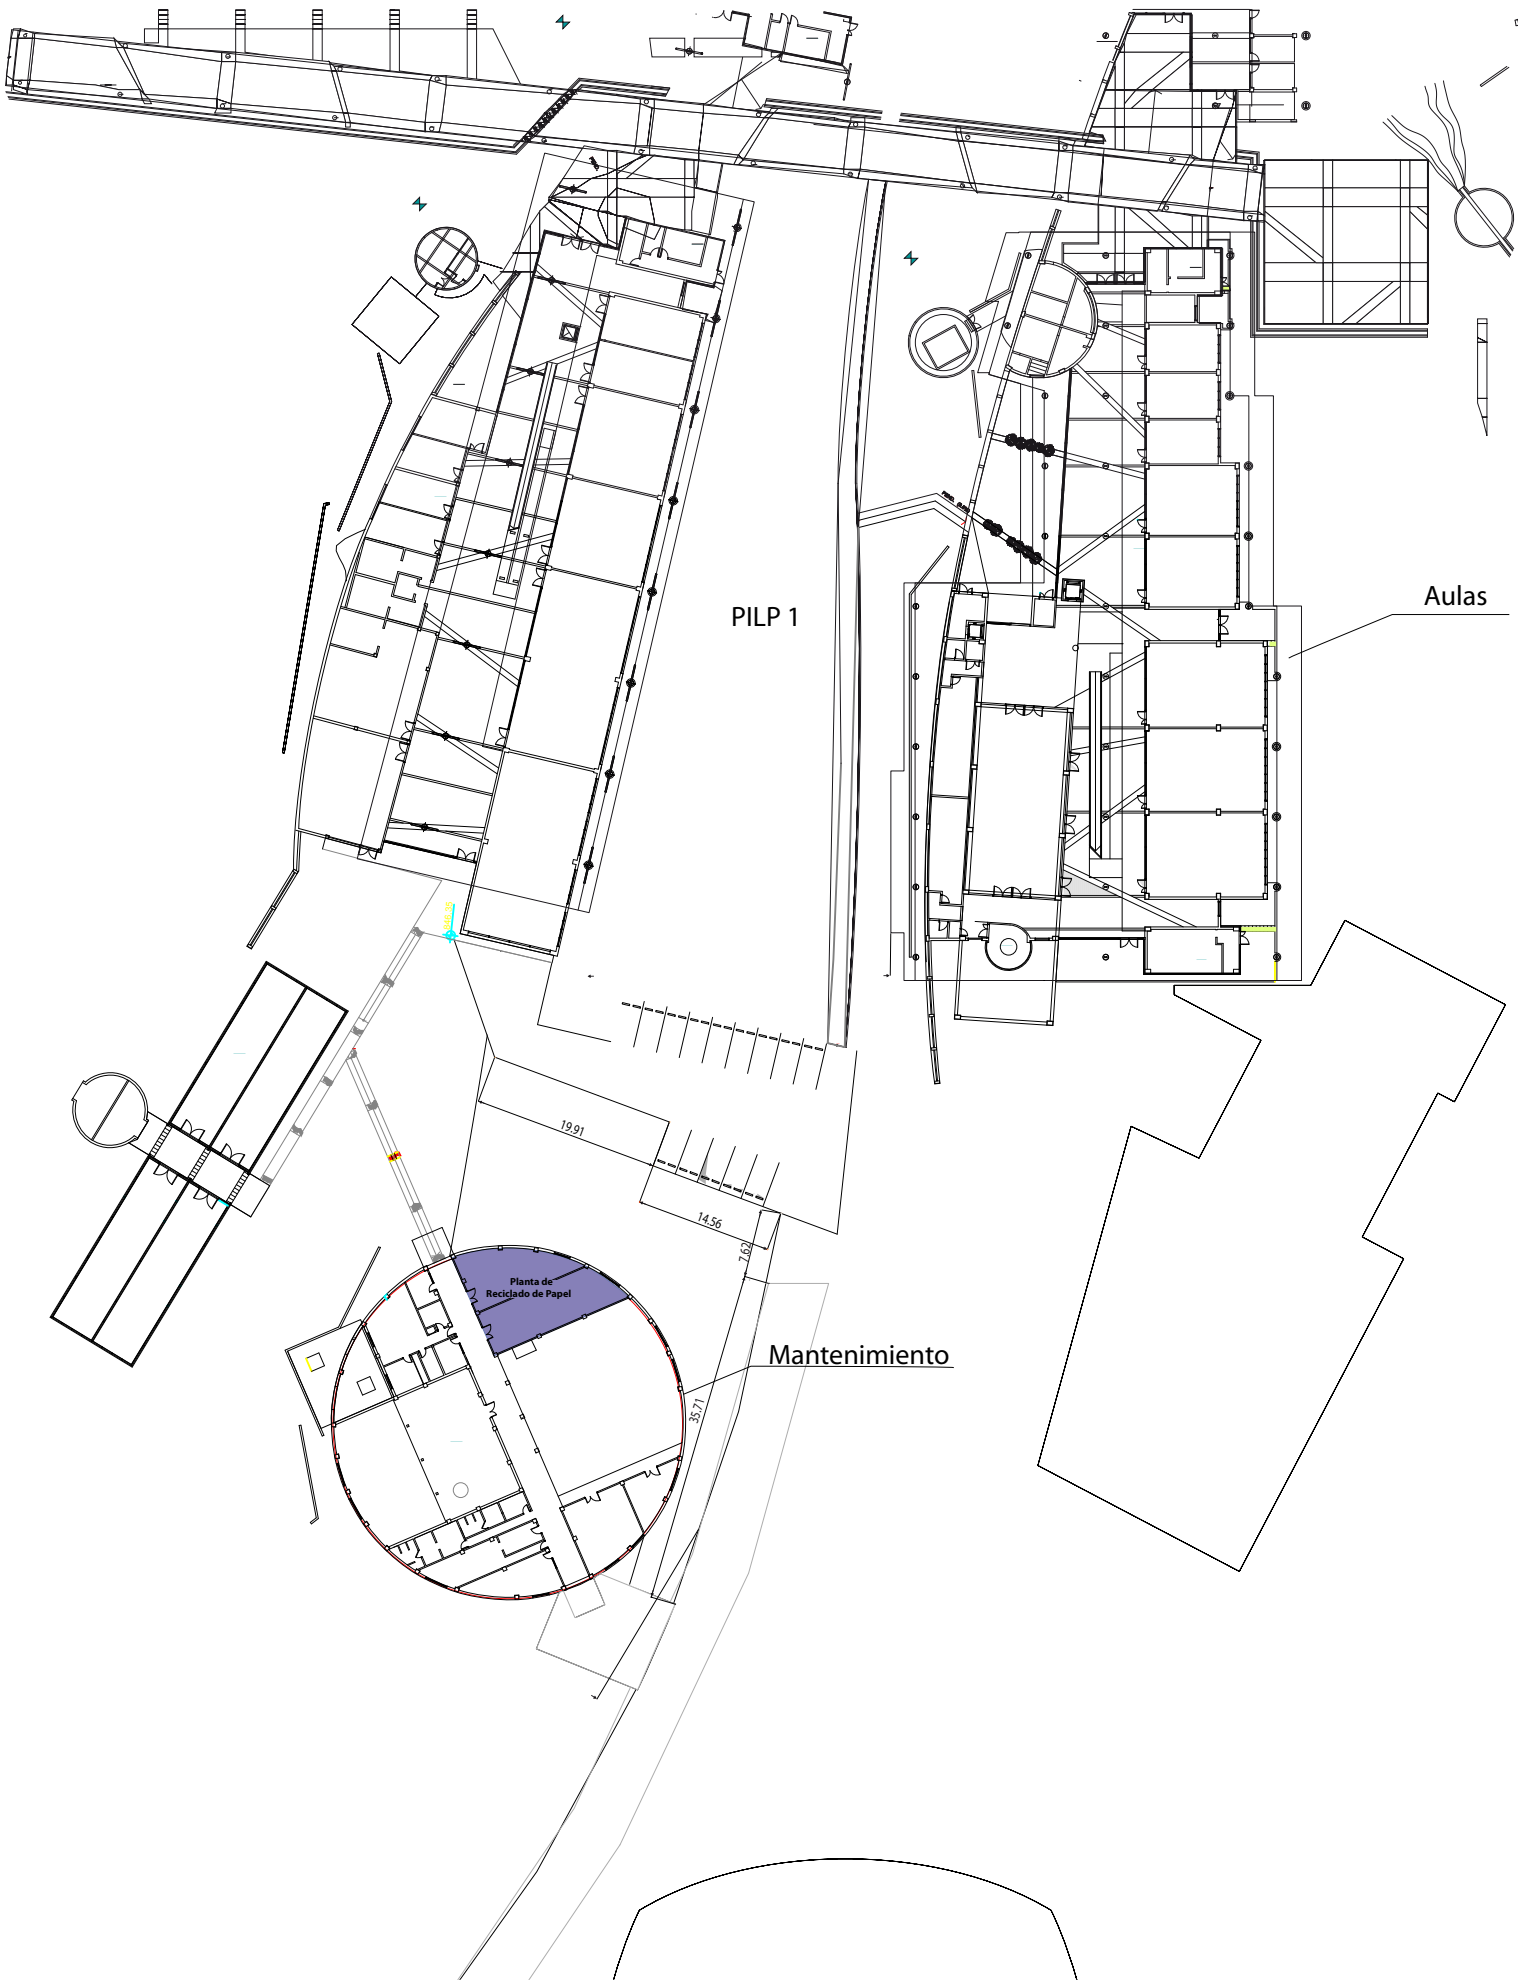 PILP 1
Aulas
19.91
14.56
7.62
Planta de
Reciclado de Papel
Mantenimiento
35.71